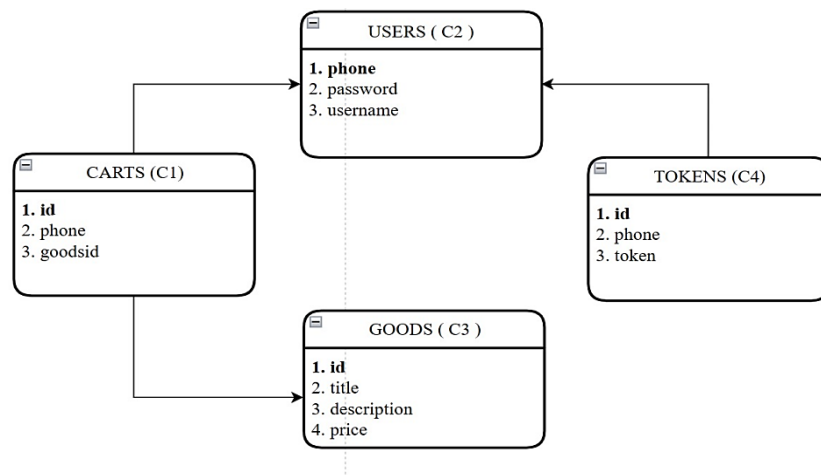 USERS ( C2 )
1. phone
2. password
3. username
CARTS (C1)
1. id
2. phone
3. goodsid
TOKENS (C4)
1. id
2. phone
3. token
GOODS ( C3 )
1. id
2. title
3. description
4. price